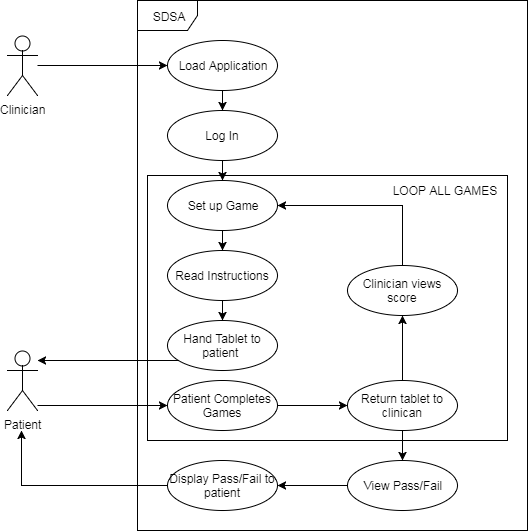 SDSA
Load Application
Clinician
Log In
LOOP ALL GAMES
Set up Game
Read Instructions
Clinician views
score
Hand Tablet to
patient
Patient Completes
Games
Return tablet to
clinican
Patient
Display Pass/Fail to
patient
View Pass/Fail